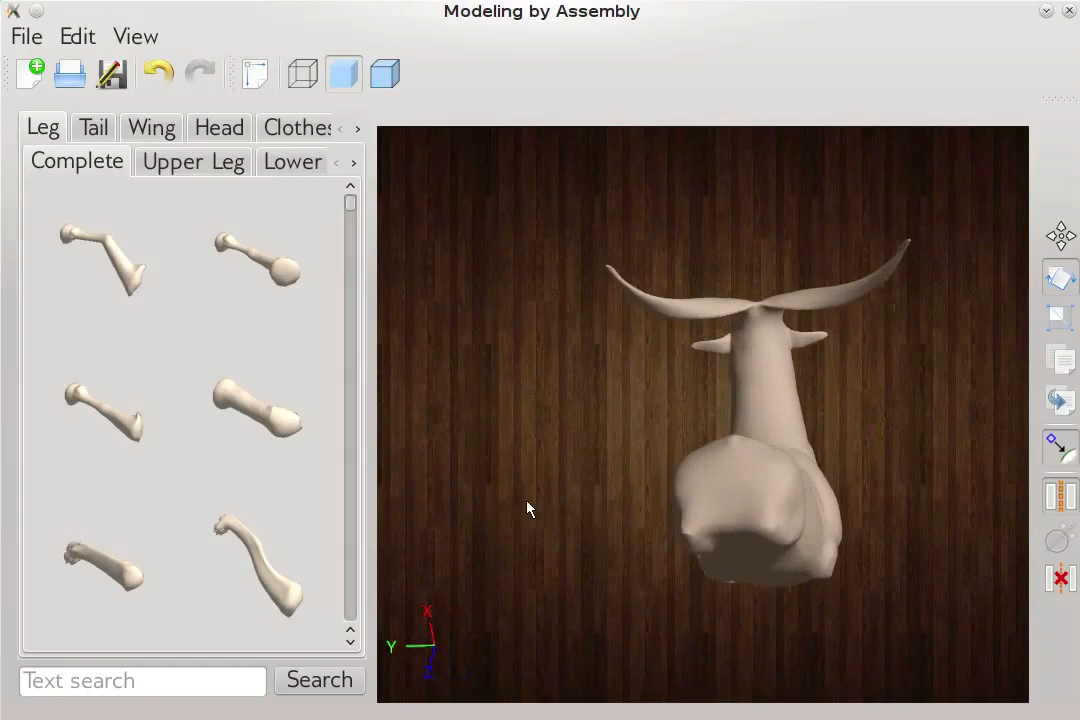 Modeling by Assembly
File Edit View
Leg Tail Wing Head Clothes
Complete Upper Leg Lower
X
Y
Z
Text search Search